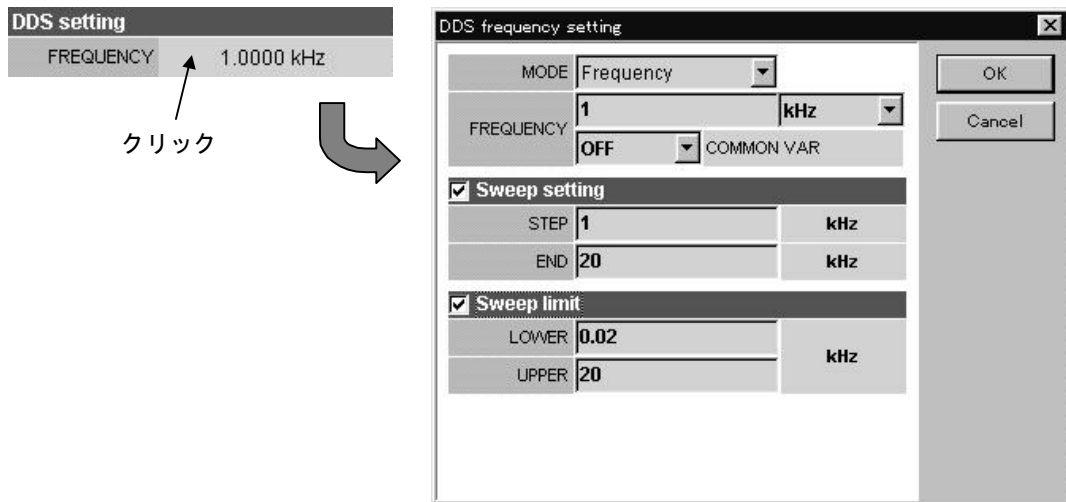 DDS setting
FREQUENCY 1.0000 kHz
クリック
DDS frequency setting
MODE Frequency
OK
FREQUENCY 1 kHz
Cancel
OFF COMMON VAR
Sweep setting
STEP 1 kHz
END 20 kHz
Sweep limit
LOWER 0.02
kHz
UPPER 20